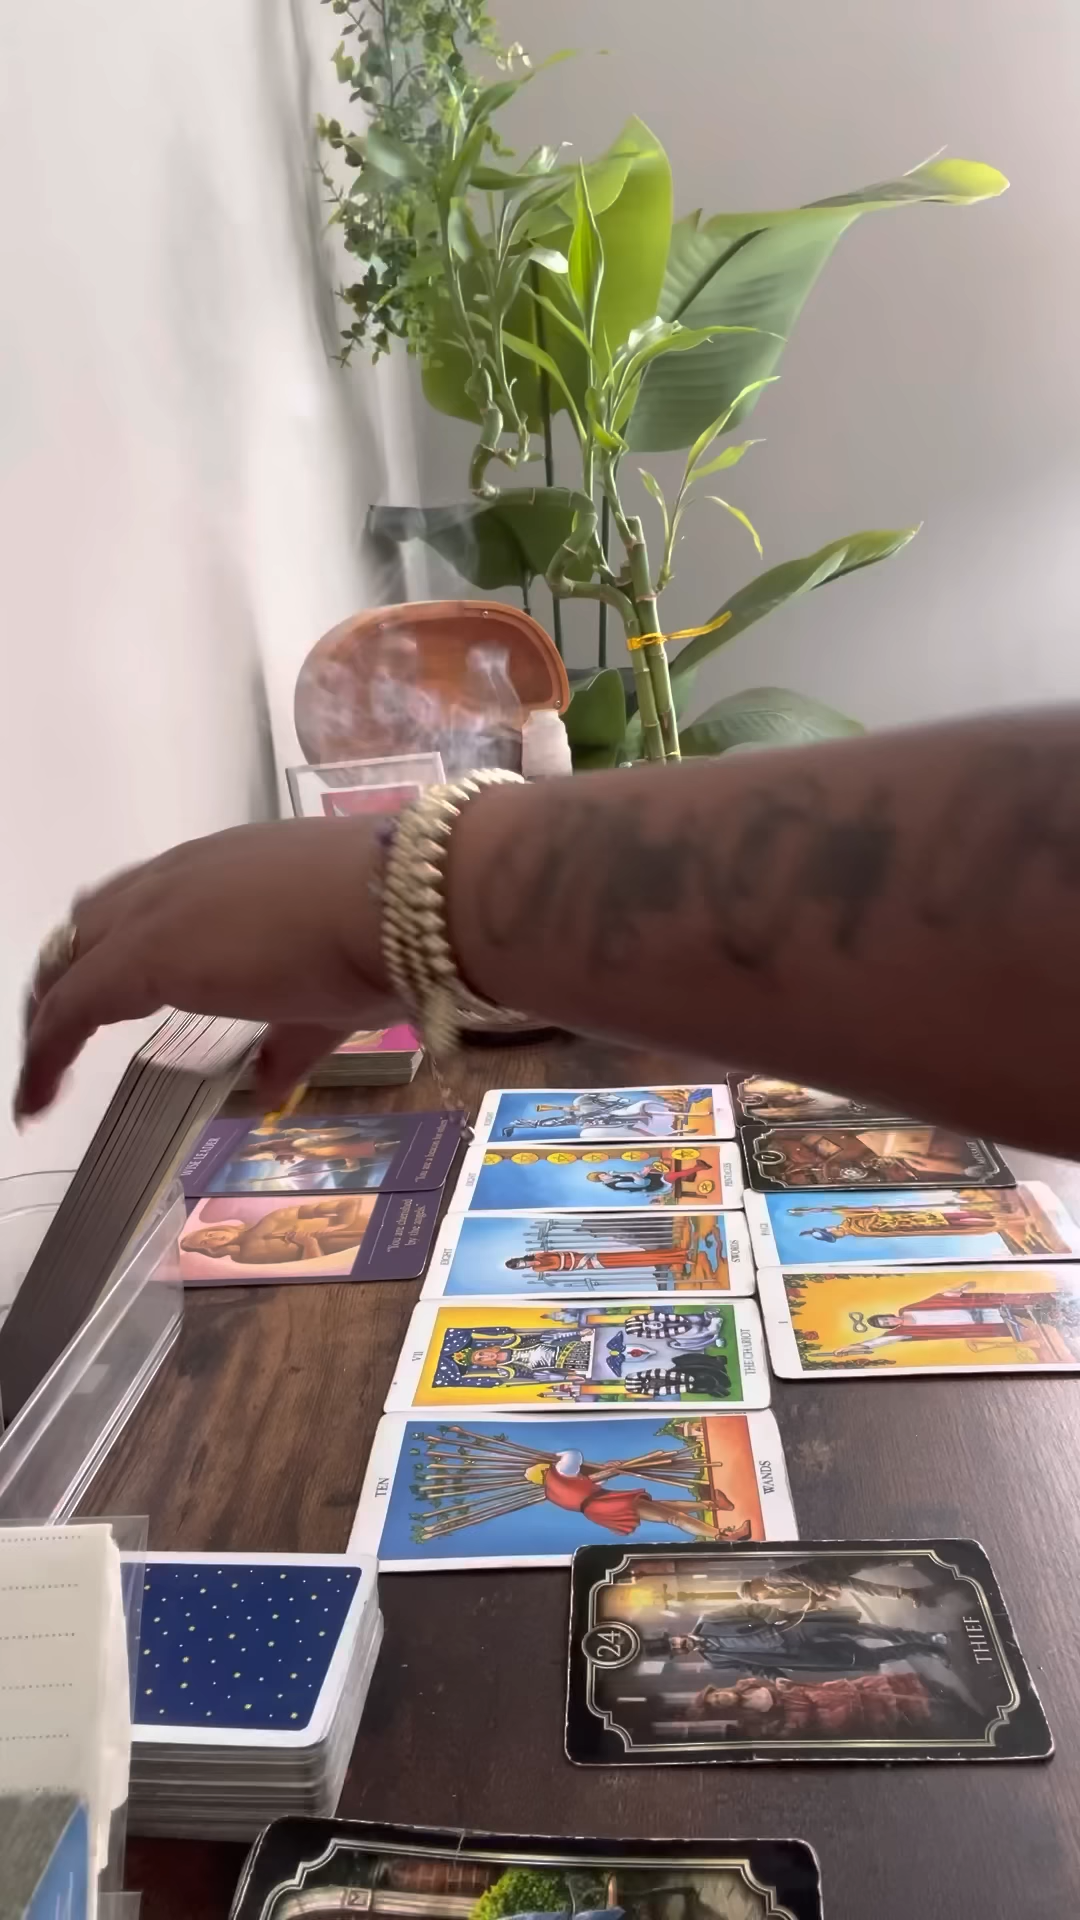 WISE LEADER
"You are a beacon for others"
"You are cherished
by the angels"
EIGHT
PENTACLES
EIGHT
SWORDS
VII
THE CHARIOT
TEN
WANDS
PAGE
I
24
THIEF